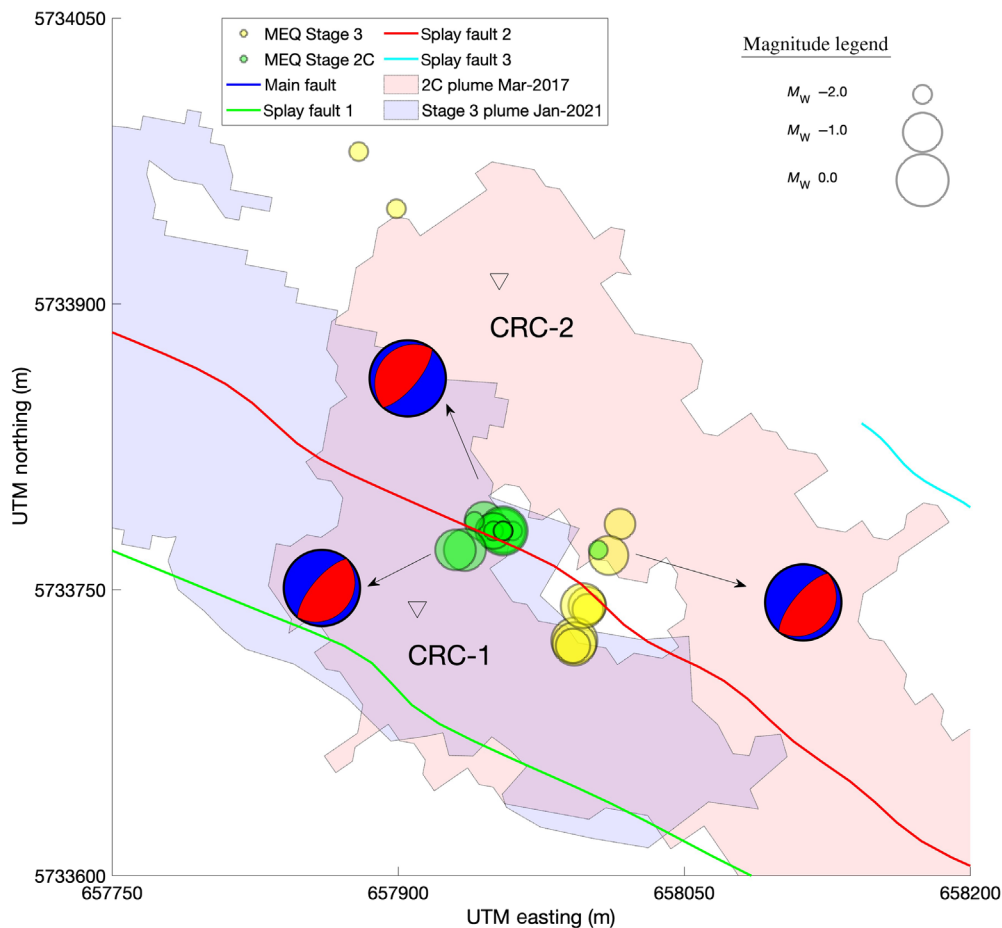 5734050
5733900
5733750
5733600
UTM northing (m)
MEQ Stage 3
MEQ Stage 2C
Main fault
Splay fault 1
Splay fault 2
Splay fault 3
2C plume Mar-2017
Stage 3 plume Jan-2021
Magnitude legend
MW −2.0
MW −1.0
MW 0.0
CRC-2
CRC-1
657750
657900
658050
658200
UTM easting (m)